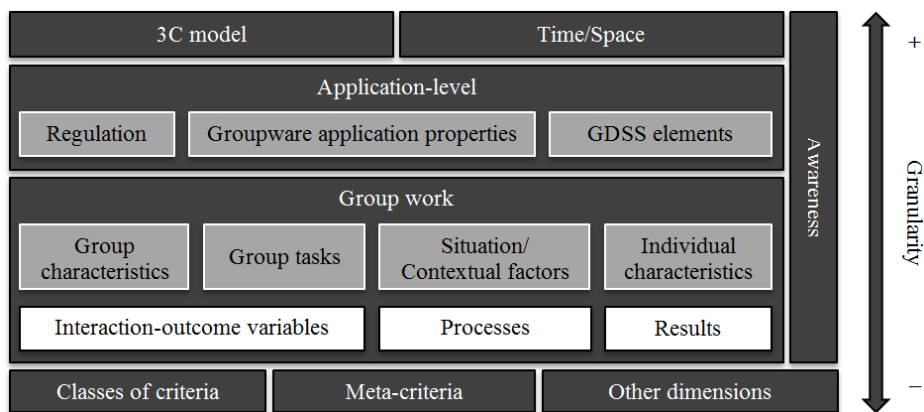 3C model
Time/Space
+
Application-level
Regulation
Groupware application properties
GDSS elements
Awareness
Granularity
Group work
Group
characteristics
Group tasks
Situation/
Contextual factors
Individual
characteristics
Interaction-outcome variables
Processes
Results
Classes of criteria
Meta-criteria
Other dimensions
–